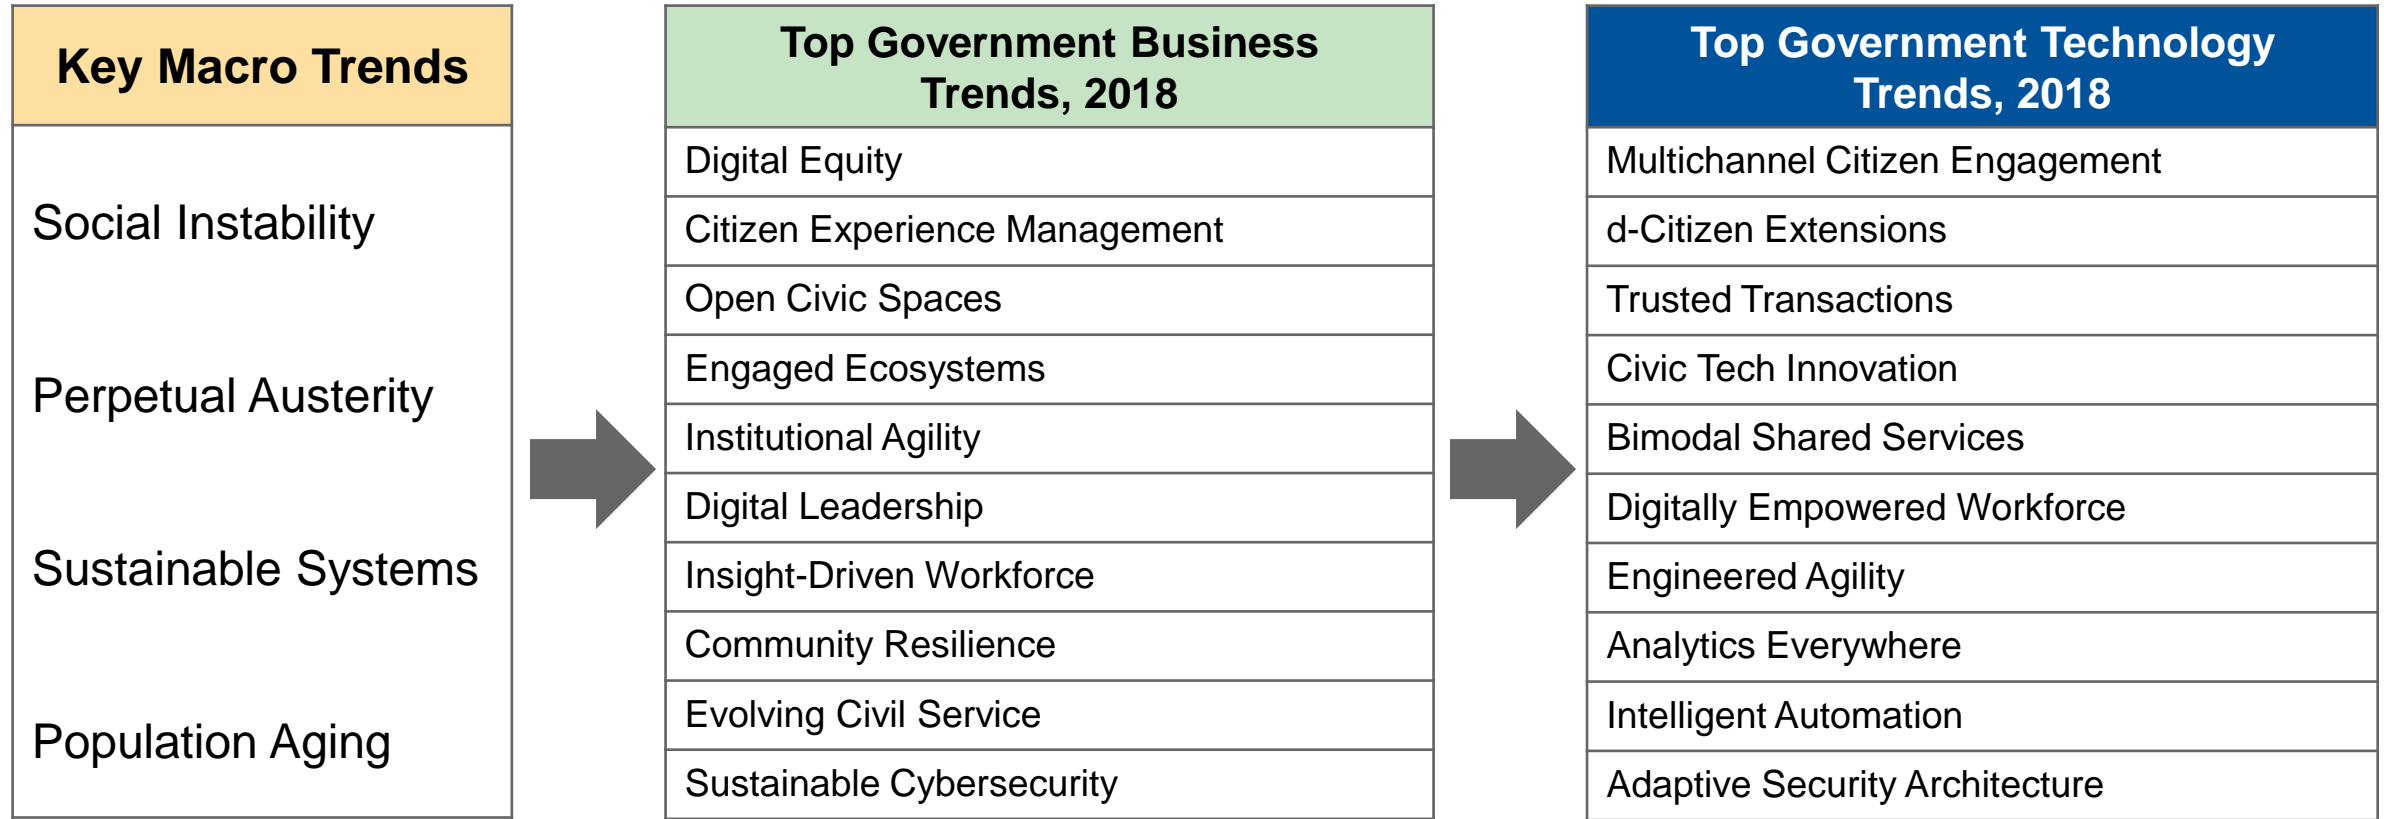 Key Macro Trends
Social Instability
Perpetual Austerity
Sustainable Systems
Population Aging
Top Government Business
Trends, 2018
Digital Equity
Citizen Experience Management
Open Civic Spaces
Engaged Ecosystems
Institutional Agility
Digital Leadership
Insight-Driven Workforce
Community Resilience
Evolving Civil Service
Sustainable Cybersecurity
Top Government Technology
Trends, 2018
Multichannel Citizen Engagement
d-Citizen Extensions
Trusted Transactions
Civic Tech Innovation
Bimodal Shared Services
Digitally Empowered Workforce
Engineered Agility
Analytics Everywhere
Intelligent Automation
Adaptive Security Architecture